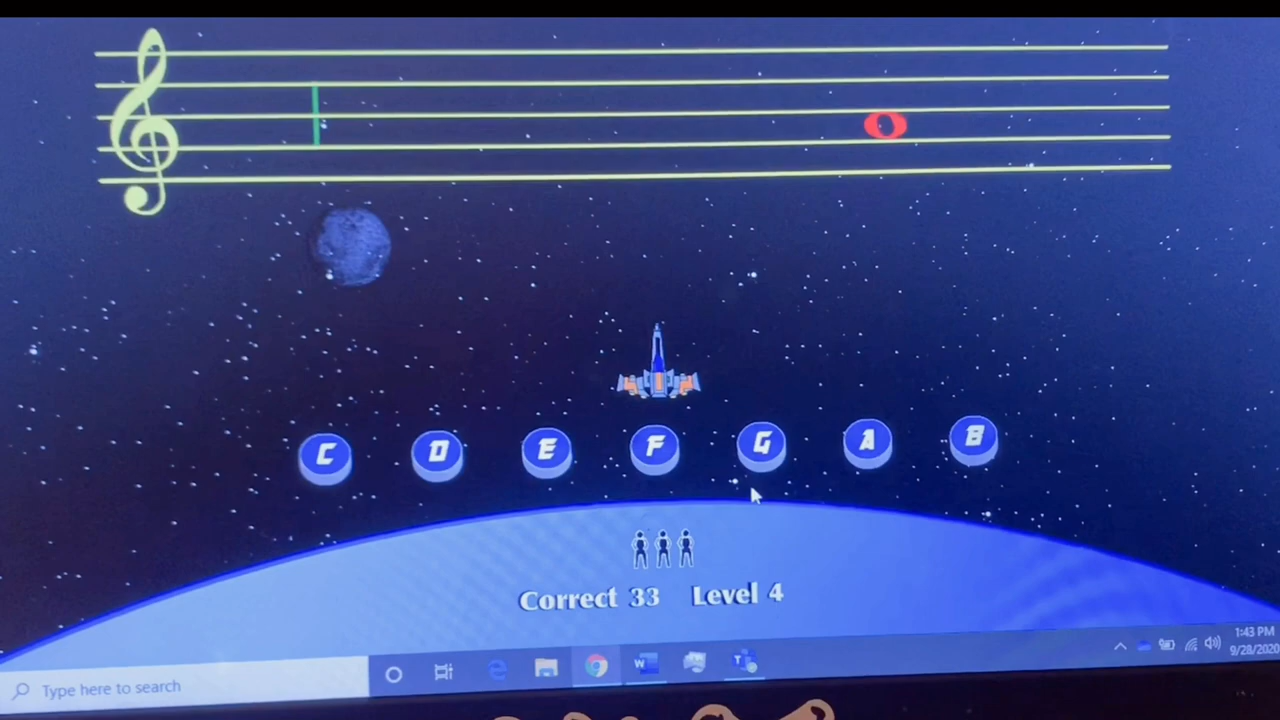 C D E F G A B
Correct 33 Level 4
1:43 PM
Type here to search
9/28/2020